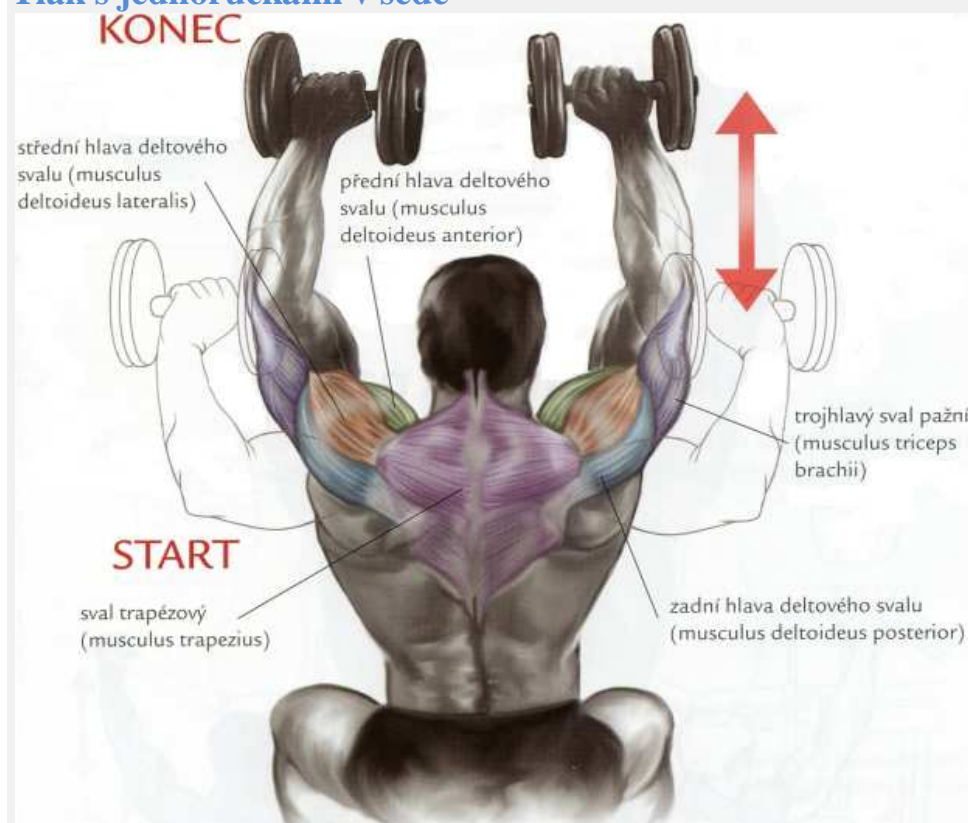 Tlak s jednoručkami v sedě
KONEC
střední hlava deltového
svalu (musculus
deltoideus lateralis)
přední hlava deltového
svalu (musculus
deltoideus anterior)
trojhlavý sval pažní
(musculus triceps
brachii)
START
sval trapézový
(musculus trapezius)
zadní hlava deltového svalu
(musculus deltoideus posterior)